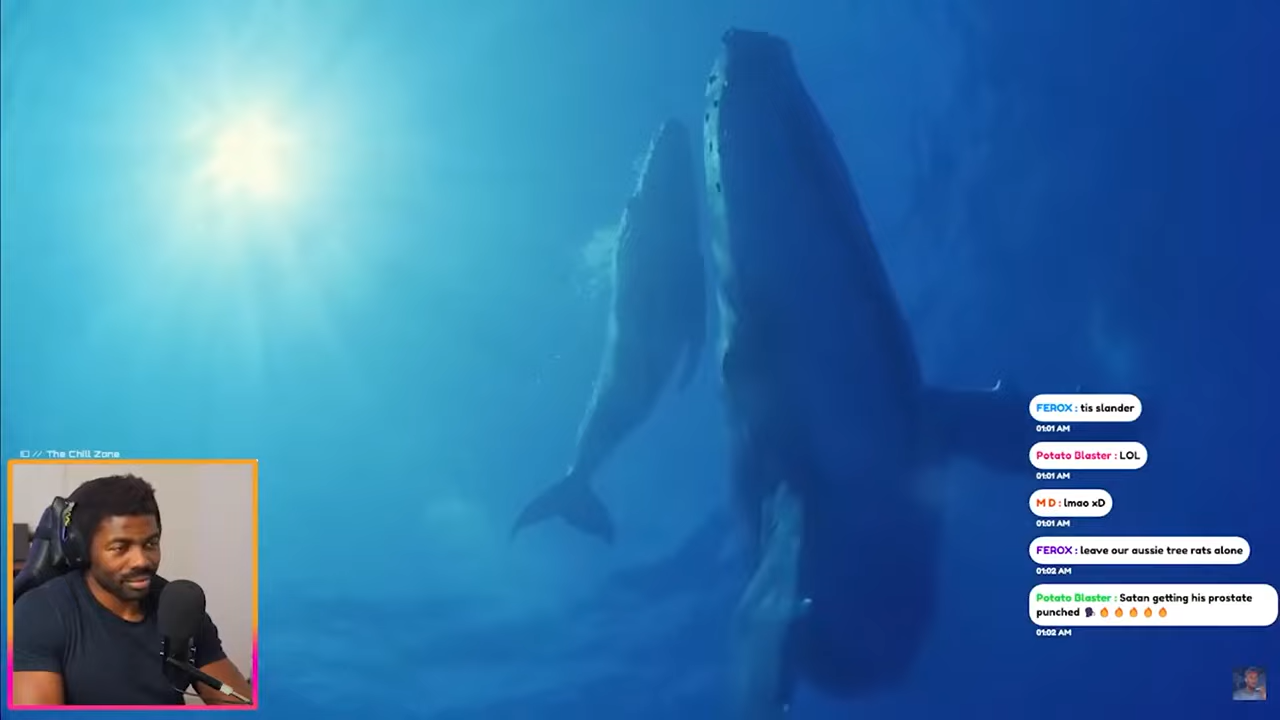 ID // The Chill Zone
FEROX : tis slander
01:01 AM
Potato Blaster : LOL
01:01 AM
M D : lmao xD
01:01 AM
FEROX : leave our aussie tree rats alone
01:02 AM
Potato Blaster : Satan getting his prostate
punched 🗣 🔥 🔥 🔥 🔥 🔥
01:02 AM